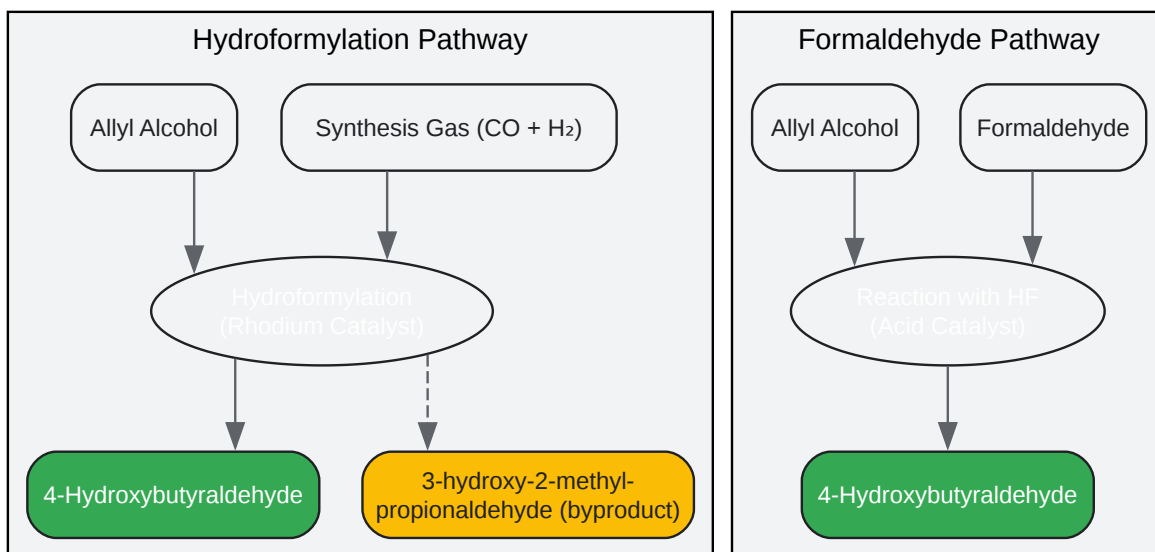 Hydroformylation Pathway
Allyl Alcohol
Synthesis Gas (CO + H₂)
Hydroformylation
(Rhodium Catalyst)
4-Hydroxybutyraldehyde
3-hydroxy-2-methyl-
propionaldehyde (byproduct)
Formaldehyde Pathway
Allyl Alcohol
Formaldehyde
Reaction with HF
(Acid Catalyst)
4-Hydroxybutyraldehyde